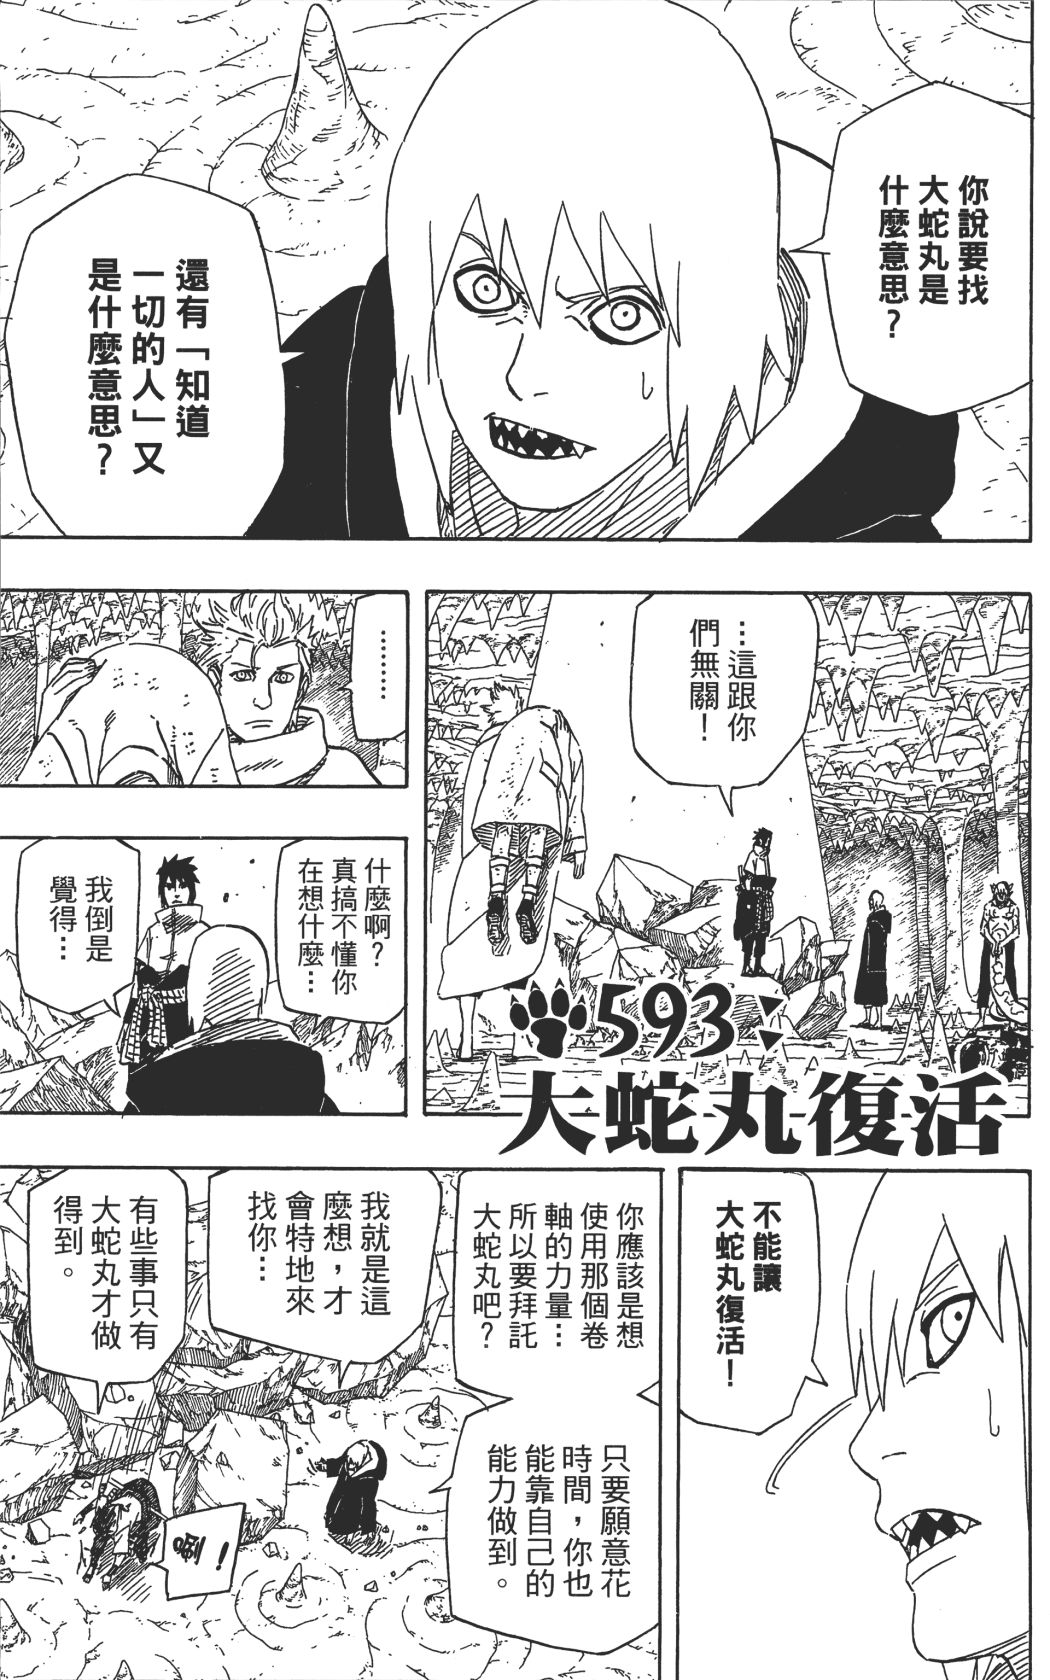 你說要找
大蛇丸是
什麼意思？
還有「知道
一切的人」又
是什麼意思？
…這跟你
們無關！
593：
大蛇丸復活
………
什麼啊？
真搞不懂你
在想什麼…
我倒是
覺得…
不能讓
大蛇丸復活！
你應該是想
使用那個卷
軸的力量…
所以要拜託
大蛇丸吧？
只要願意花
時間，你也
能靠自己的
能力做到。
我就是這
麼想，才
會特地來
找你…
有些事只有
大蛇丸才做
得到。
咧！